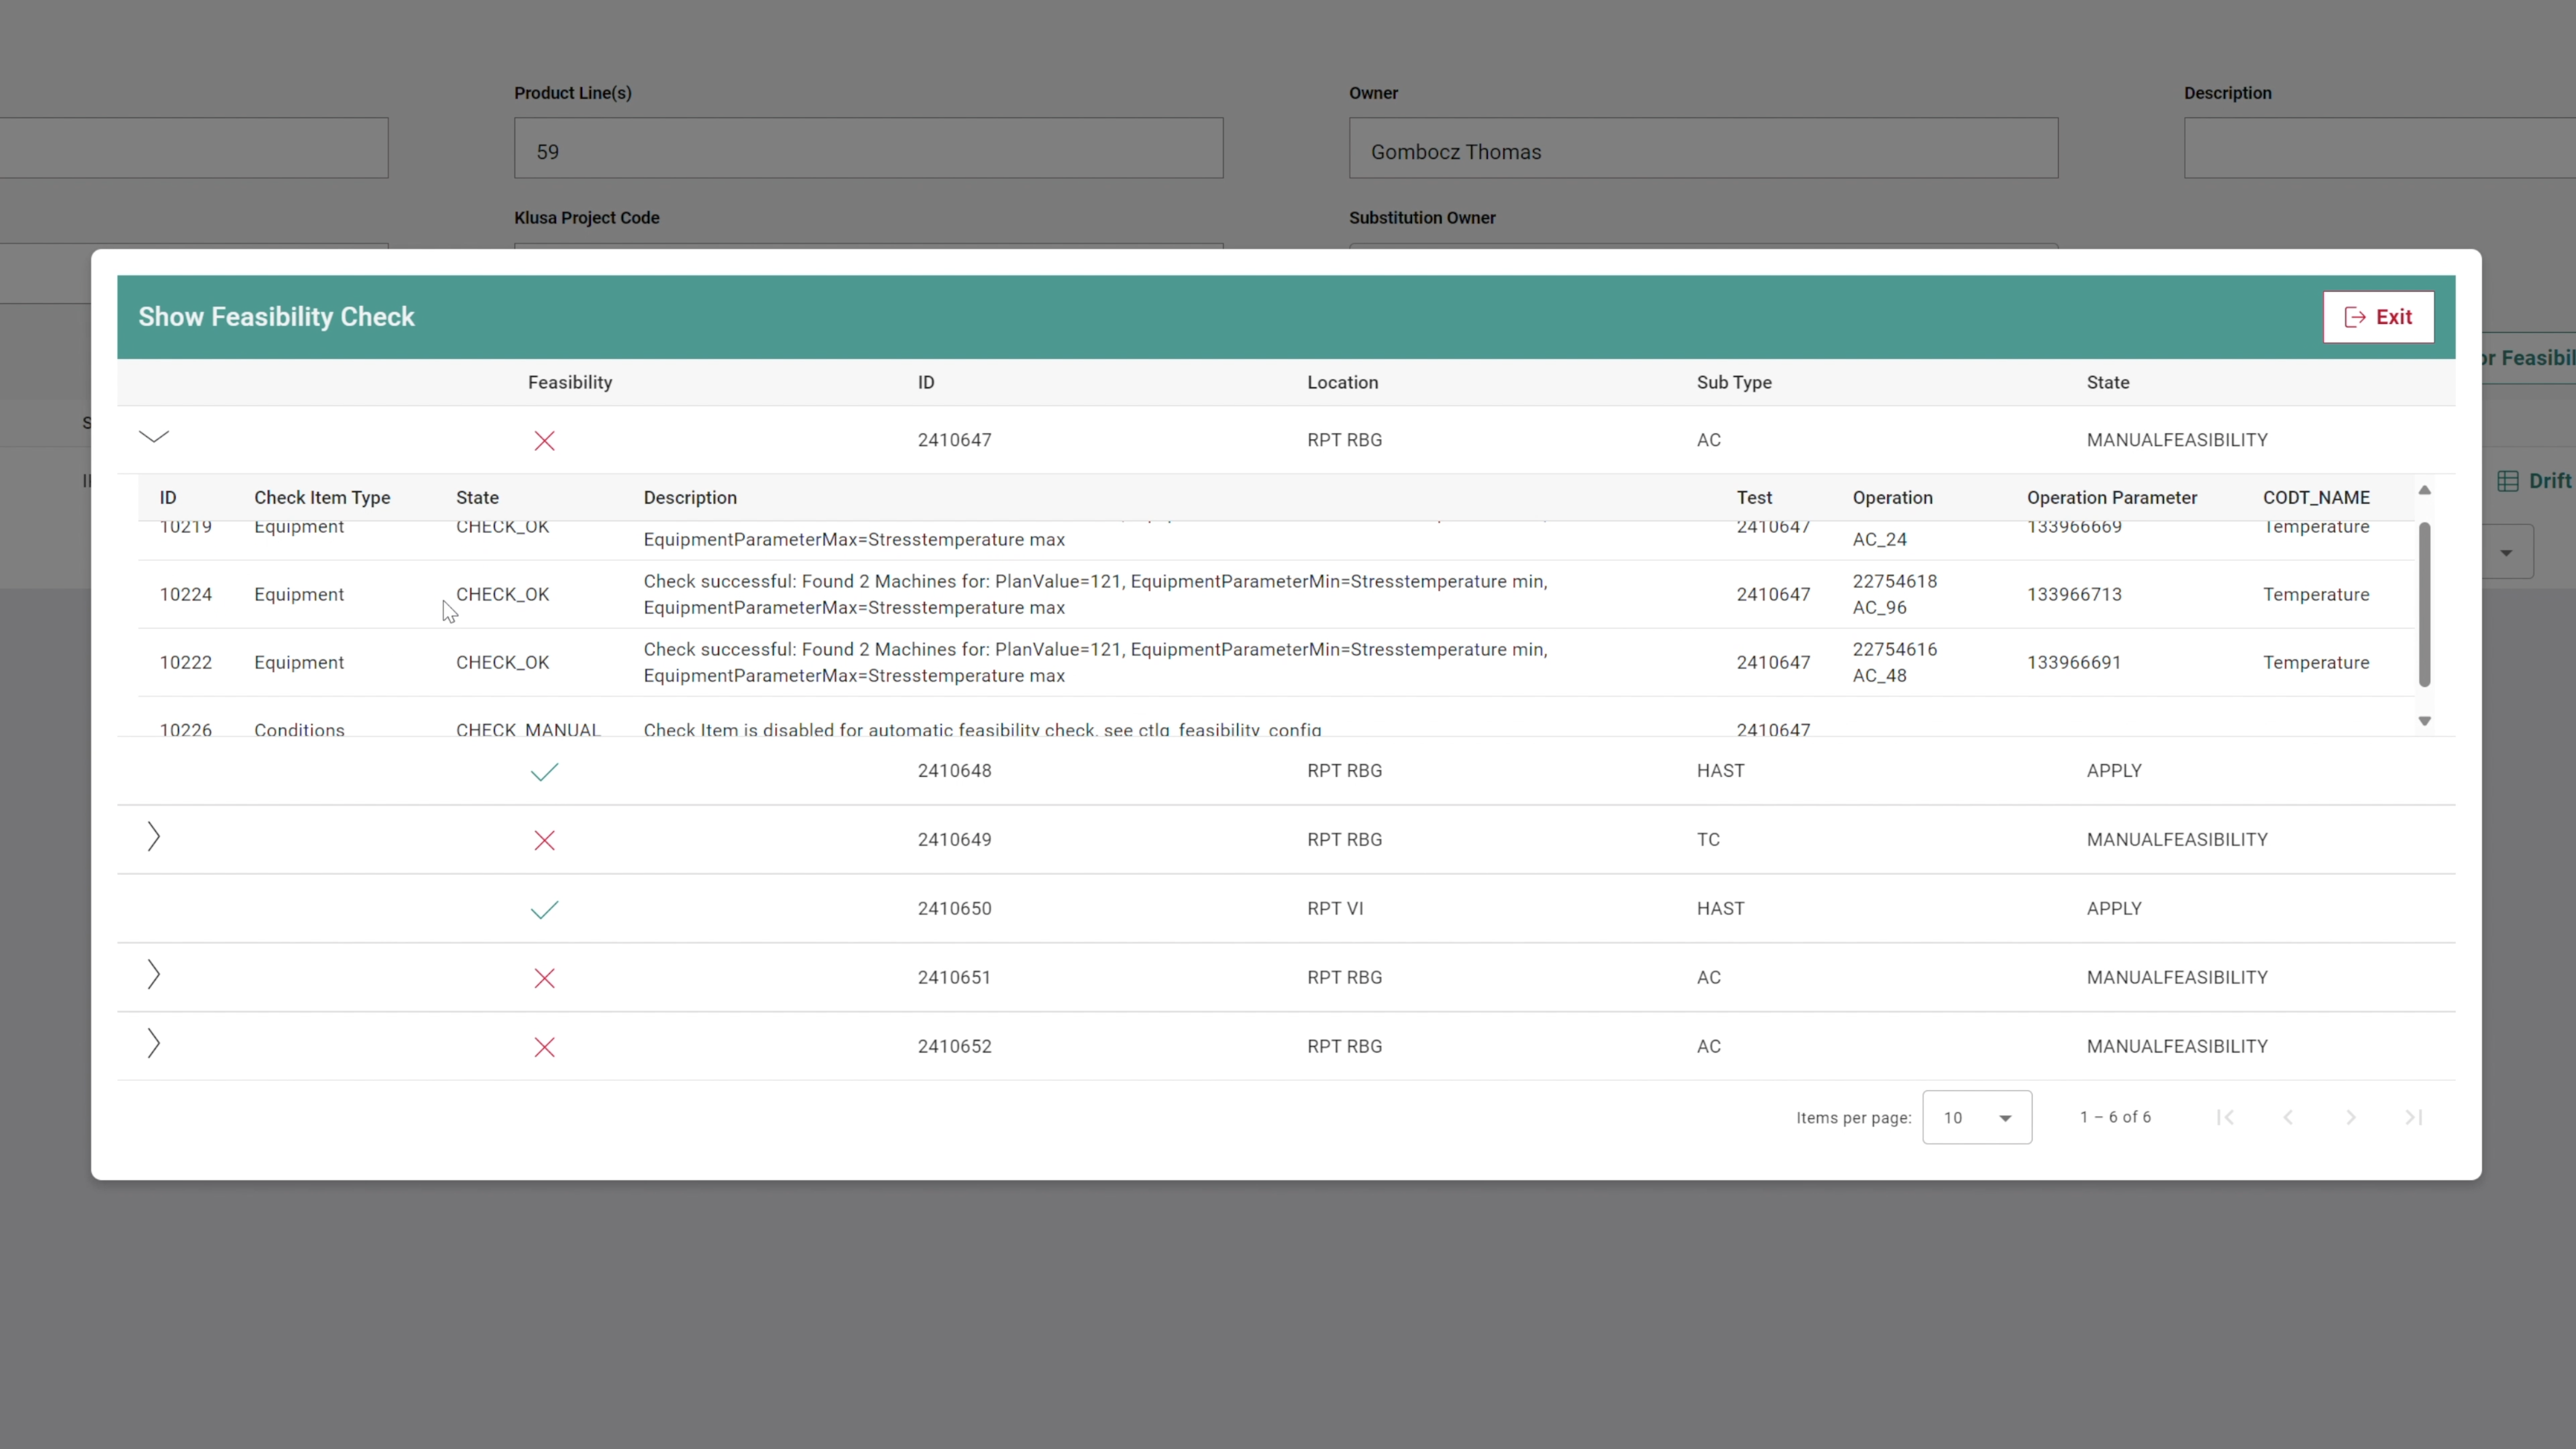 Product Line(s) Owner Description
59 Gombocz Thomas
Klusa Project Code Substitution Owner
Show Feasibility Check Exit
Feasibility ID Location Sub Type State
2410647 RPT RBG AC MANUALFEASIBILITY
ID Check Item Type State Description Test Operation Operation Parameter CODT_NAME
10219 Equipment CHECK_OK 2410647 133966669 Temperature
EquipmentParameterMax=Stresstemperature max AC_24
Check successful: Found 2 Machines for: PlanValue=121, EquipmentParameterMin=Stresstemperature min, 22754618
10224 Equipment CHECK_OK 2410647 133966713 Temperature
EquipmentParameterMax=Stresstemperature max AC_96
Check successful: Found 2 Machines for: PlanValue=121, EquipmentParameterMin=Stresstemperature min, 22754616
10222 Equipment CHECK_OK 2410647 133966691 Temperature
EquipmentParameterMax=Stresstemperature max AC_48
10226 Conditions CHECK_MANUAL Check Item is disabled for automatic feasibility check, see ctlg_feasibility_config 2410647
2410648 RPT RBG HAST APPLY
2410649 RPT RBG TC MANUALFEASIBILITY
2410650 RPT VI HAST APPLY
2410651 RPT RBG AC MANUALFEASIBILITY
2410652 RPT RBG AC MANUALFEASIBILITY
Items per page: 10 1 – 6 of 6
or Feasibil
Drift